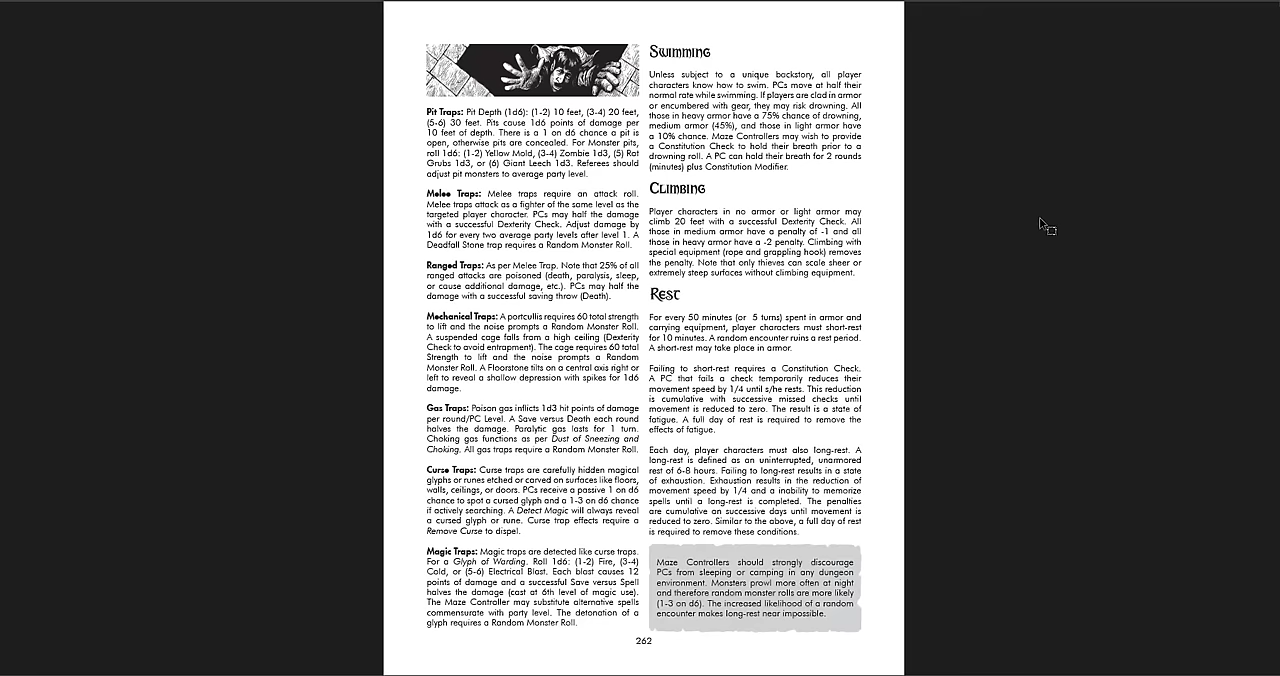 Pit Traps: Pit Depth (1d6): (1-2) 10 feet, (3-4) 20 feet,
(5-6) 30 feet. Pits cause 1d6 points of damage per
10 feet of depth. There is a 1 on d6 chance a pit is
open, otherwise pits are concealed. For Monster pits,
roll 1d6: (1-2) Yellow Mold, (3-4) Zombie 1d3, (5) Rot
Grubs 1d3, or (6) Giant Leech 1d3. Referees should
adjust pit monsters to average party level.
Melee Traps: Melee traps require an attack roll.
Melee traps attack as a fighter of the same level as the
targeted player character. PCs may half the damage
with a successful Dexterity Check. Adjust damage by
1d6 for every two average party levels after level 1. A
Deadfall Stone trap requires a Random Monster Roll.
Ranged Traps: As per Melee Trap. Note that 25% of all
ranged attacks are poisoned (death, paralysis, sleep,
or cause additional damage, etc.). PCs may half the
damage with a successful saving throw (Death).
Mechanical Traps: A portcullis requires 60 total strength
to lift and the noise prompts a Random Monster Roll.
A suspended cage falls from a high ceiling (Dexterity
Check to avoid entrapment). The cage requires 60 total
Strength to lift and the noise prompts a Random
Monster Roll. A Floorstone tilts on a central axis right or
left to reveal a shallow depression with spikes for 1d6
damage.
Gas Traps: Poison gas inflicts 1d3 hit points of damage
per round/PC Level. A Save versus Death each round
halves the damage. Paralytic gas lasts for 1 turn.
Choking gas functions as per Dust of Sneezing and
Choking. All gas traps require a Random Monster Roll.
Curse Traps: Curse traps are carefully hidden magical
glyphs or runes etched or carved on surfaces like floors,
walls, ceilings, or doors. PCs receive a passive 1 on d6
chance to spot a cursed glyph and a 1-3 on d6 chance
if actively searching. A Detect Magic will always reveal
a cursed glyph or rune. Curse trap effects require a
Remove Curse to dispel.
Magic Traps: Magic traps are detected like curse traps.
For a Glyph of Warding. Roll 1d6: (1-2) Fire, (3-4)
Cold, or (5-6) Electrical Blast. Each blast causes 12
points of damage and a successful Save versus Spell
halves the damage (cast at 6th level of magic use).
The Maze Controller may substitute alternative spells
commensurate with party level. The detonation of a
glyph requires a Random Monster Roll.
Swimming
Unless subject to a unique backstory, all player
characters know how to swim. PCs move at half their
normal rate while swimming. If players are clad in armor
or encumbered with gear, they may risk drowning. All
those in heavy armor have a 75% chance of drowning,
medium armor (45%), and those in light armor have
a 10% chance. Maze Controllers may wish to provide
a Constitution Check to hold their breath prior to a
drowning roll. A PC can hold their breath for 2 rounds
(minutes) plus Constitution Modifier.
Climbing
Player characters in no armor or light armor may
climb 20 feet with a successful Dexterity Check. All
those in medium armor have a penalty of -1 and all
those in heavy armor have a -2 penalty. Climbing with
special equipment (rope and grappling hook) removes
the penalty. Note that only thieves can scale sheer or
extremely steep surfaces without climbing equipment.
Rest
For every 50 minutes (or 5 turns) spent in armor and
carrying equipment, player characters must short-rest
for 10 minutes. A random encounter ruins a rest period.
A short-rest may take place in armor.
Failing to short-rest requires a Constitution Check.
A PC that fails a check temporarily reduces their
movement speed by 1/4 until s/he rests. This reduction
is cumulative with successive missed checks until
movement is reduced to zero. The result is a state of
fatigue. A full day of rest is required to remove the
effects of fatigue.
Each day, player characters must also long-rest. A
long-rest is defined as an uninterrupted, unarmored
rest of 6-8 hours. Failing to long-rest results in a state
of exhaustion. Exhaustion results in the reduction of
movement speed by 1/4 and a inability to memorize
spells until a long-rest is completed. The penalties
are cumulative on successive days until movement is
reduced to zero. Similar to the above, a full day of rest
is required to remove these conditions.
Maze Controllers should strongly discourage
PCs from sleeping or camping in any dungeon
environment. Monsters prowl more often at night
and therefore random monster rolls are more likely
(1-3 on d6). The increased likelihood of a random
encounter makes long-rest near impossible.
262